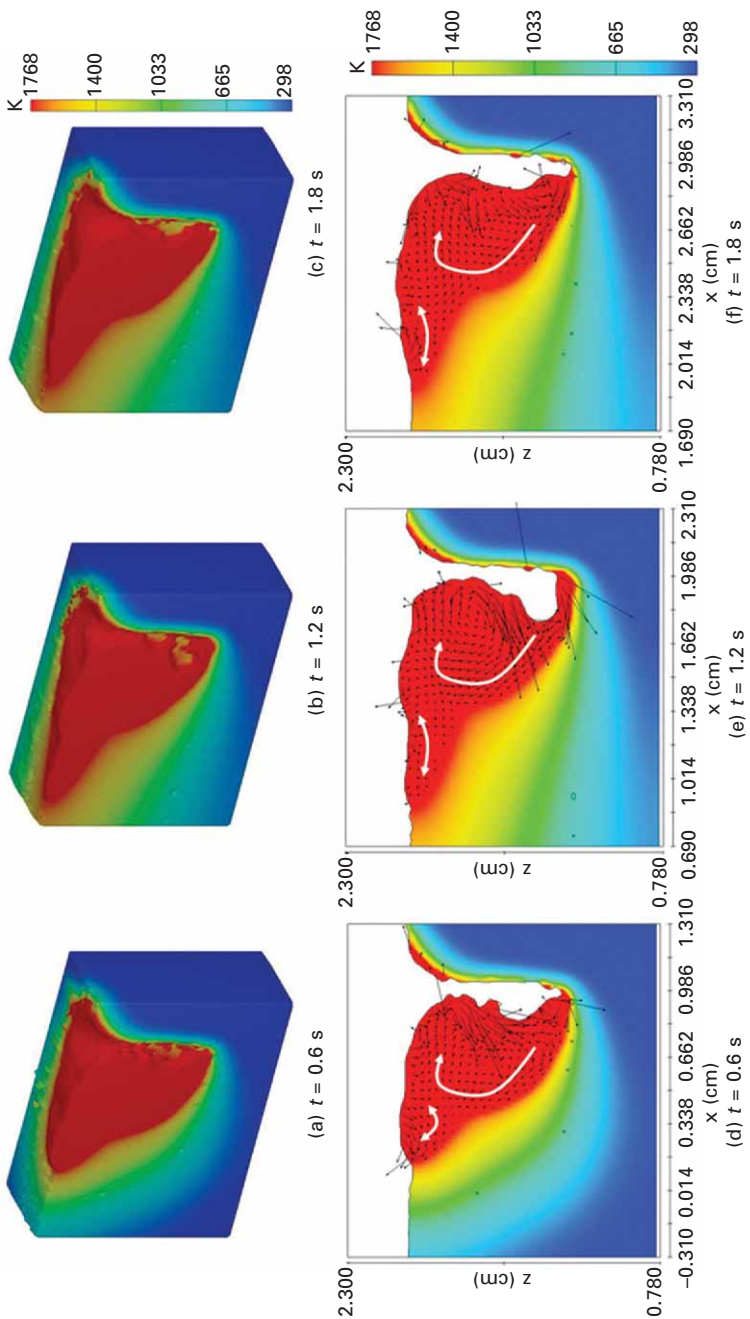 K
1768
1400
1033
665
298
(a) t = 0.6 s
(b) t = 1.2 s
(c) t = 1.8 s
2.300
z (cm)
0.780
−0.310 0.014 0.338 0.662 0.986 1.310
x (cm)
(d) t = 0.6 s
2.300
z (cm)
0.780
0.690 1.014 1.338 1.662 1.986 2.310
x (cm)
(e) t = 1.2 s
2.300
z (cm)
0.780
1.690 2.014 2.338 2.662 2.986 3.310
x (cm)
(f) t = 1.8 s
K
1768
1400
1033
665
298